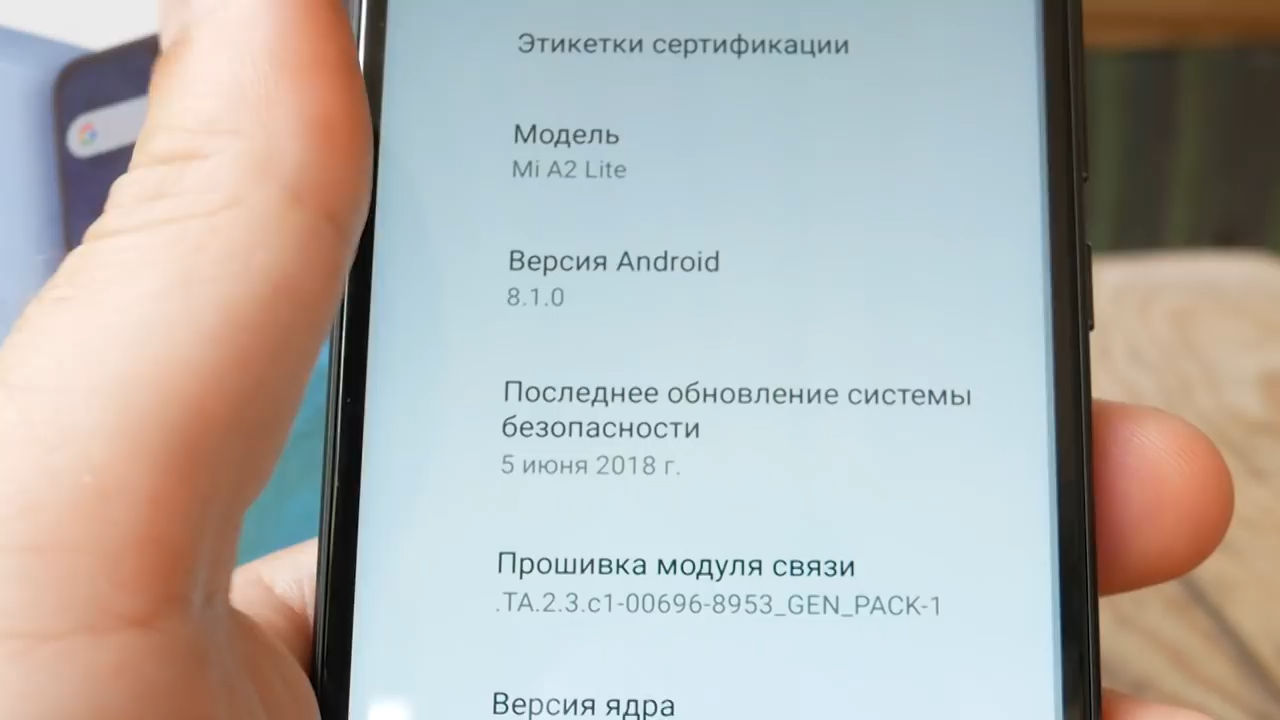 Этикетки сертификации
Модель
Mi A2 Lite
Версия Android
8.1.0
Последнее обновление системы
безопасности
5 июня 2018 г.
Прошивка модуля связи
.TA.2.3.c1-00696-8953_GEN_PACK-1
Версия ядра